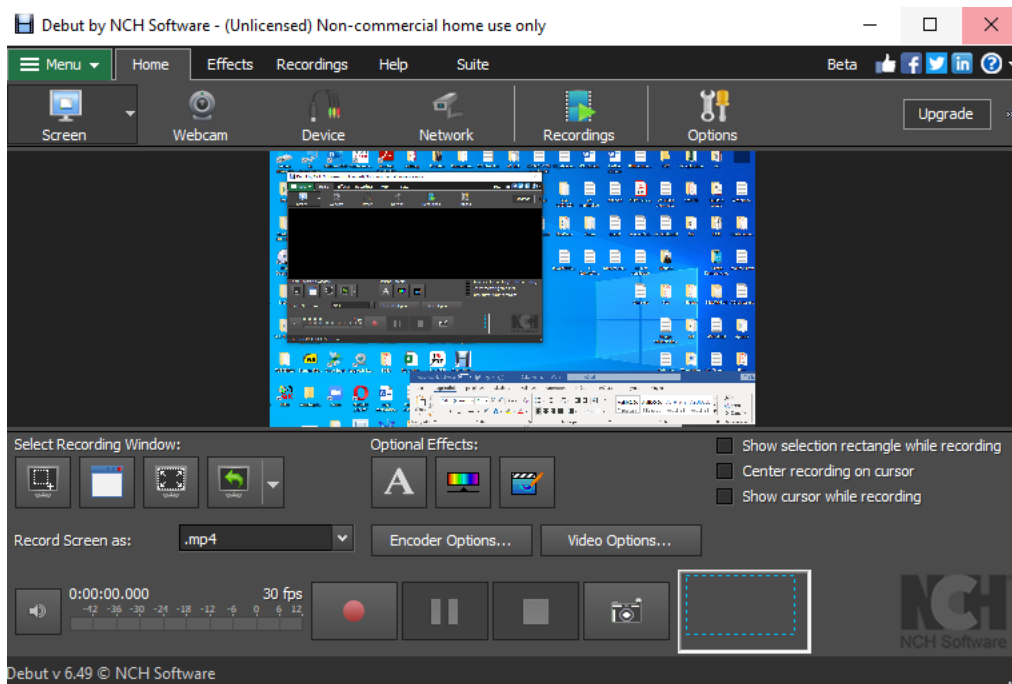 Debut by NCH Software - (Unlicensed) Non-commercial home use only
Menu Home Effects Recordings Help Suite Beta
Screen Webcam Device Network Recordings Options Upgrade
Select Recording Window: Optional Effects:
Show selection rectangle while recording
Center recording on cursor
Show cursor while recording
Record Screen as: .mp4 Encoder Options... Video Options...
0:00:00.000 30 fps
-42 -36 -30 -24 -18 -12 -6 0 6 12
NCH
NCH Software
Debut v 6.49 © NCH Software